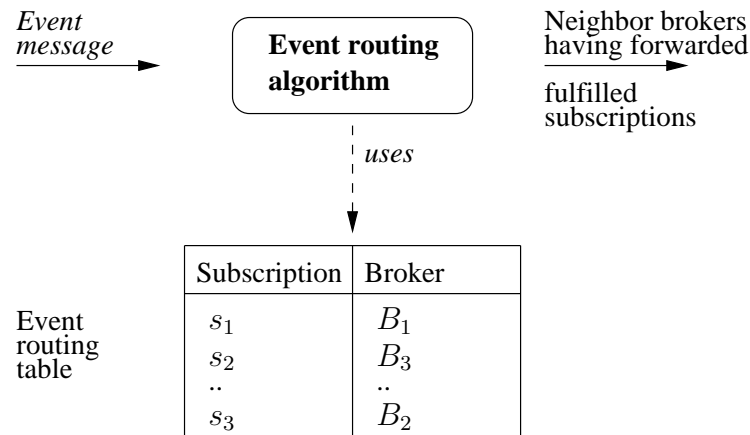 Event
message
Event routing
algorithm
Neighbor brokers
having forwarded
fulfilled
subscriptions
uses
Subscription Broker
Event
routing
table
s1 B1
s2 B3
.. ..
s3 B2